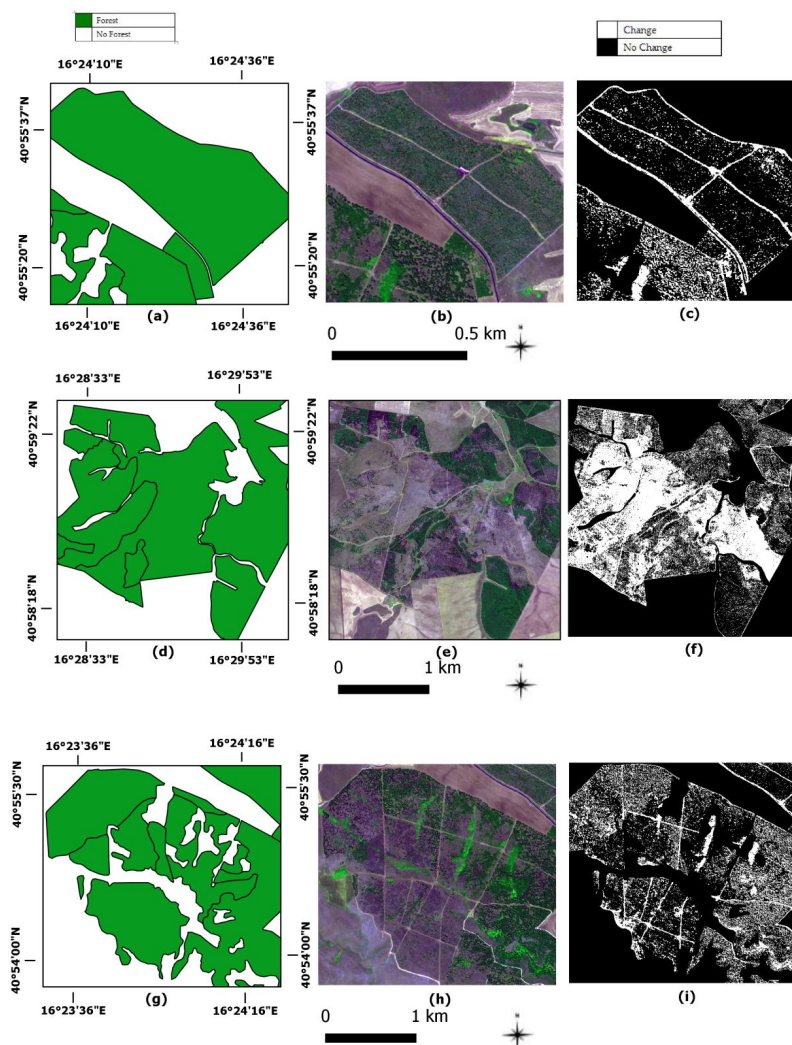 Forest
No Forest
Change
No Change
16°24'10"E
16°24'36"E
40°55'37"N
40°55'20"N
40°55'37"N
40°55'20"N
16°24'10"E
16°24'36"E
(a)
(b)
(c)
0
0.5 km
N
16°28'33"E
16°29'53"E
40°59'22"N
40°58'18"N
40°59'22"N
40°58'18"N
16°28'33"E
16°29'53"E
(d)
(e)
(f)
0
1 km
N
16°23'36"E
16°24'16"E
40°55'30"N
40°54'00"N
40°55'30"N
40°54'00"N
16°23'36"E
16°24'16"E
(g)
(h)
(i)
0
1 km
N